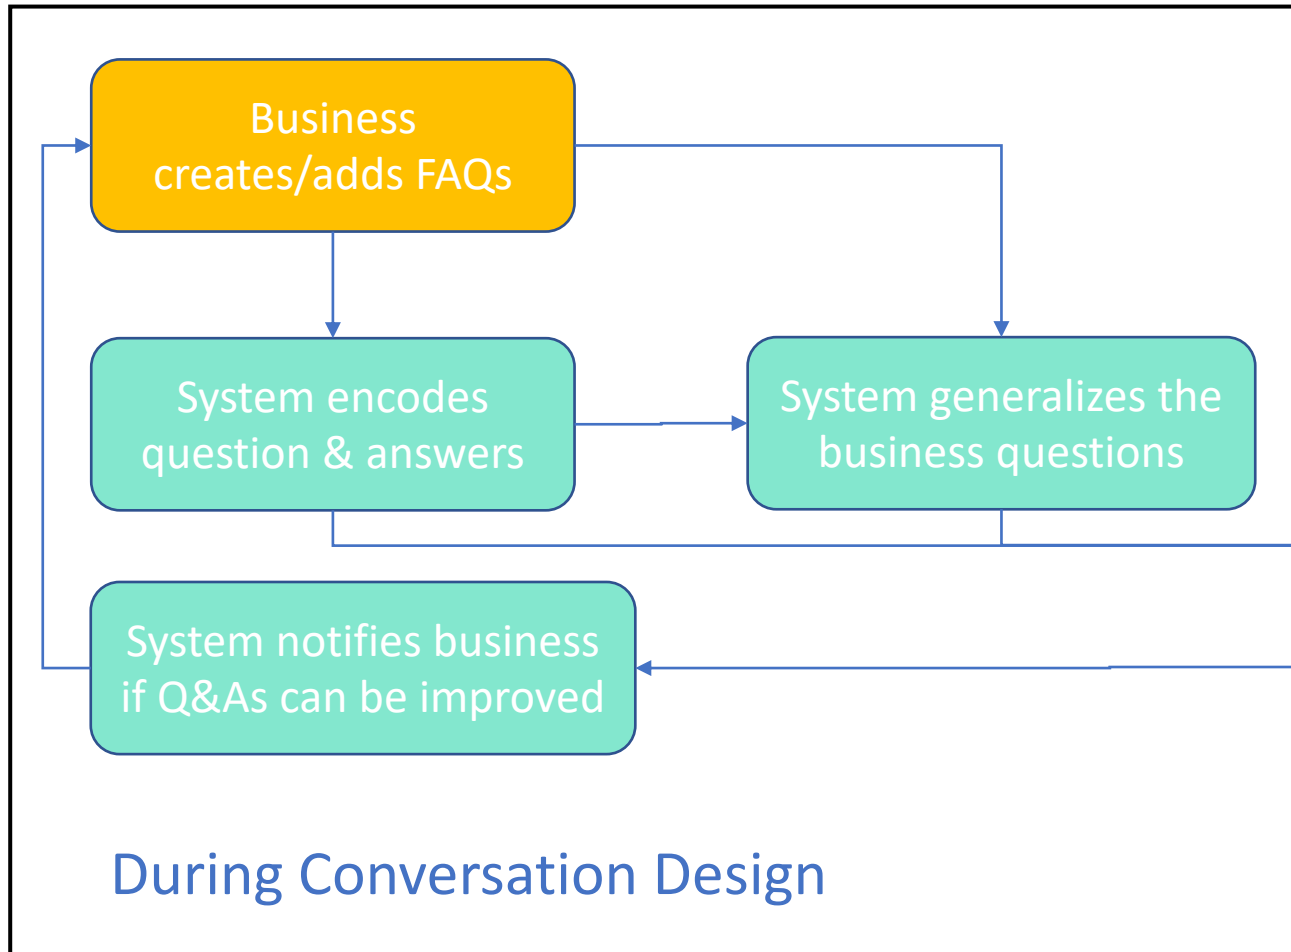 Business
creates/adds FAQs
System encodes
question & answers
System generalizes the
business questions
System notifies business
if Q&As can be improved
During Conversation Design